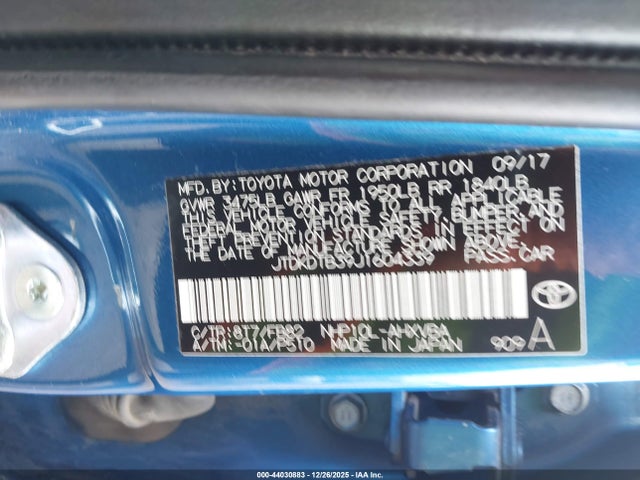 MFD.BY:TOYOTA MOTOR CORPORATION 09/17
GVWR 3475LB GAWR FR 1950LB RR 1840LB
THIS VEHICLE CONFORMS TO ALL APPLICABLE
FEDERAL MOTOR VEHICLE SAFETY, BUMPER, AND
THEFT PREVENTION STANDARDS IN EFFECT ON
THE DATE OF MANUFACTURE SHOWN ABOVE.
JTDKDTB39J1604339 PASS.CAR
C/TR:8T7/FB82 NHP10L-AHXVBA
A/TM:-01A/P510 MADE IN JAPAN 909 A
000-44030883 - 12/26/2025 - IAA Inc.